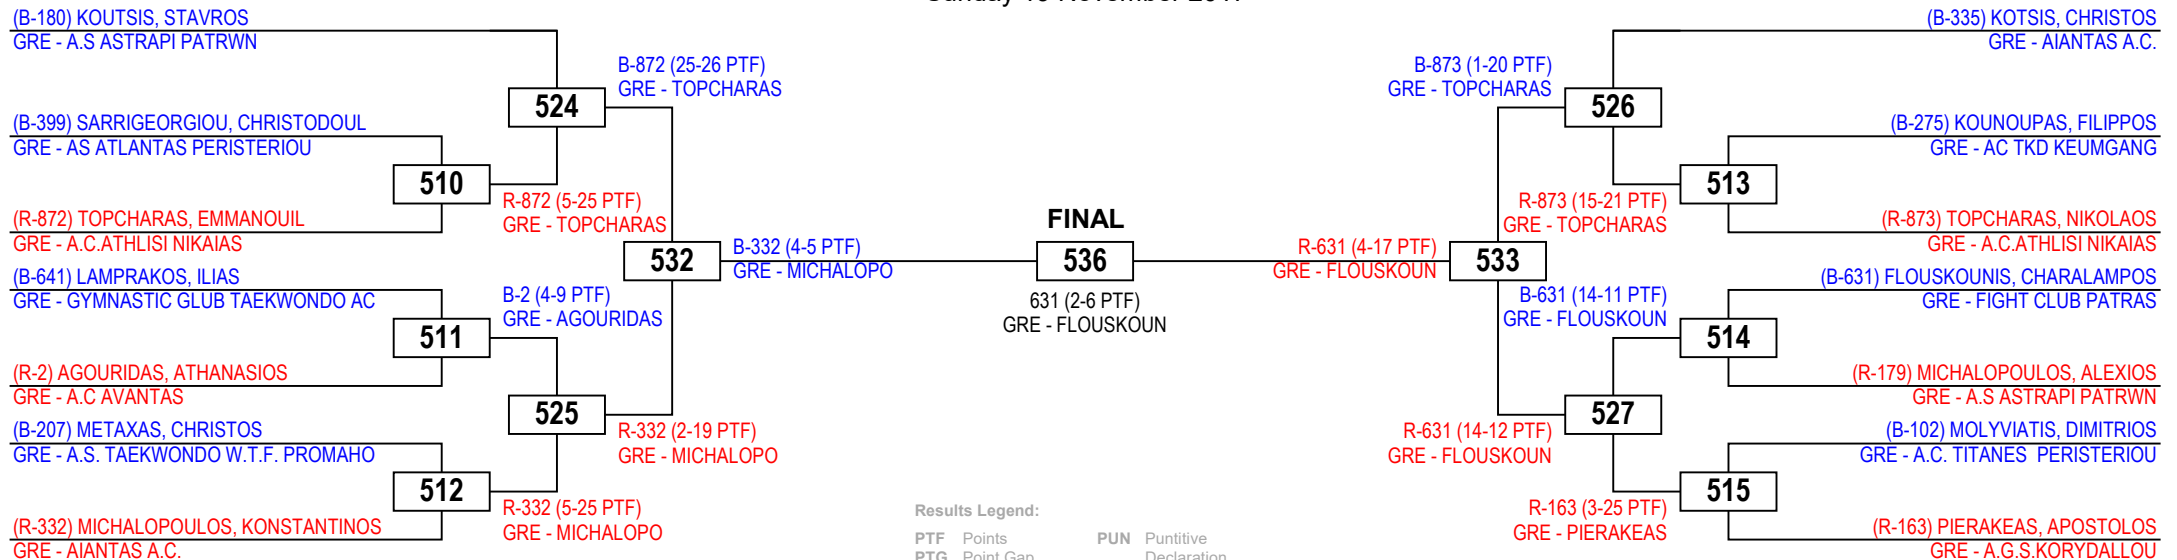 (B-180) KOUTSIS, STAVROS
GRE - A.S ASTRAPI PATRWN
(B-399) SARRIGEORGIOU, CHRISTODOUL
GRE - AS ATLANTAS PERISTERIOU
(R-872) TOPCHARAS, EMMANOUIL
GRE - A.C.ATHLISI NIKAIAS
(B-641) LAMPRAKOS, ILIAS
GRE - GYMNASTIC GLUB TAEKWONDO AC
(R-2) AGOURIDAS, ATHANASIOS
GRE - A.C AVANTAS
(B-207) METAXAS, CHRISTOS
GRE - A.S. TAEKWONDO W.T.F. PROMAHO
(R-332) MICHALOPOULOS, KONSTANTINOS
GRE - AIANTAS A.C.
510
511
512
R-872 (5-25 PTF)
GRE - TOPCHARAS
B-2 (4-9 PTF)
GRE - AGOURIDAS
R-332 (5-25 PTF)
GRE - MICHALOPO
524
525
B-872 (25-26 PTF)
GRE - TOPCHARAS
R-332 (2-19 PTF)
GRE - MICHALOPO
532
B-332 (4-5 PTF)
GRE - MICHALOPO
FINAL
536
631 (2-6 PTF)
GRE - FLOUSKOUN
R-631 (4-17 PTF)
GRE - FLOUSKOUN
533
B-873 (1-20 PTF)
GRE - TOPCHARAS
R-631 (14-12 PTF)
GRE - FLOUSKOUN
526
527
R-873 (15-21 PTF)
GRE - TOPCHARAS
B-631 (14-11 PTF)
GRE - FLOUSKOUN
R-163 (3-25 PTF)
GRE - PIERAKEAS
513
514
515
(B-335) KOTSIS, CHRISTOS
GRE - AIANTAS A.C.
(B-275) KOUNOUPAS, FILIPPOS
GRE - AC TKD KEUMGANG
(R-873) TOPCHARAS, NIKOLAOS
GRE - A.C.ATHLISI NIKAIAS
(B-631) FLOUSKOUNIS, CHARALAMPOS
GRE - FIGHT CLUB PATRAS
(R-179) MICHALOPOULOS, ALEXIOS
GRE - A.S ASTRAPI PATRWN
(B-102) MOLYVIATIS, DIMITRIOS
GRE - A.C. TITANES PERISTERIOU
(R-163) PIERAKEAS, APOSTOLOS
GRE - A.G.S.KORYDALLOU
Results Legend:
PTF Points PUN Puntitive
PTG Point Gap Declaration